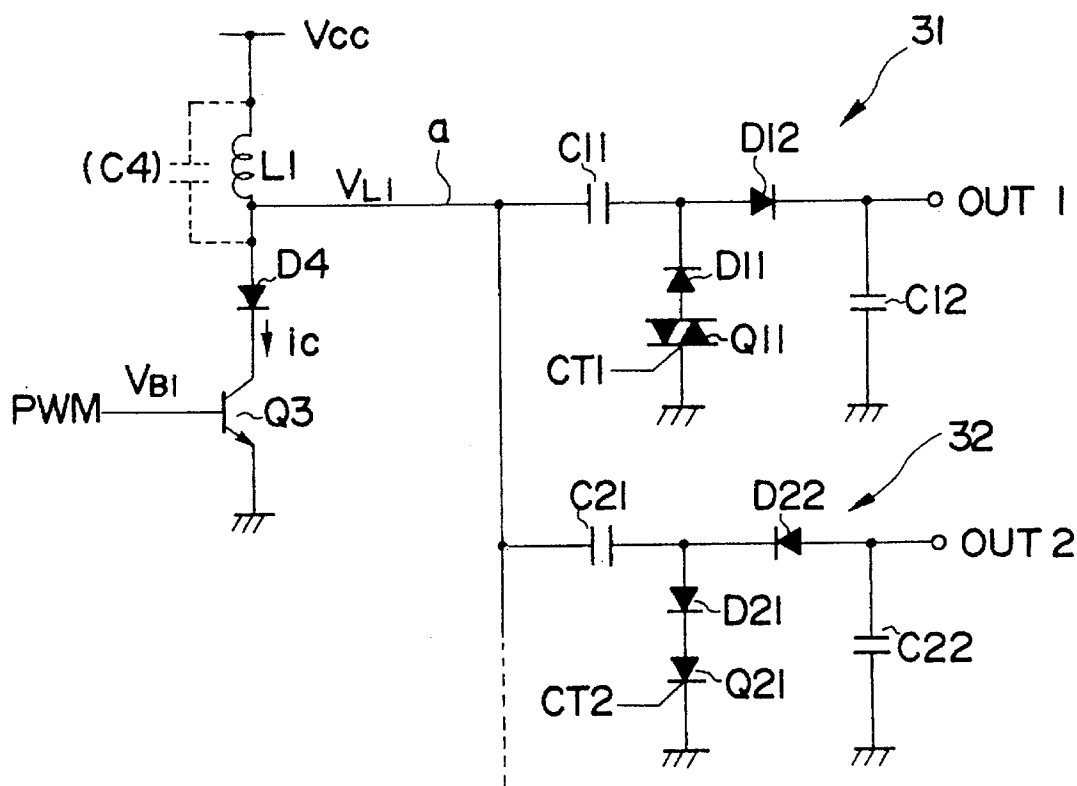 Vcc
31
(C4)
L1
VL1
a
C11
D12
OUT 1
D4
D11
C12
ic
Q11
CT1
VB1
PWM
Q3
32
C21
D22
OUT 2
D21
C22
Q21
CT2